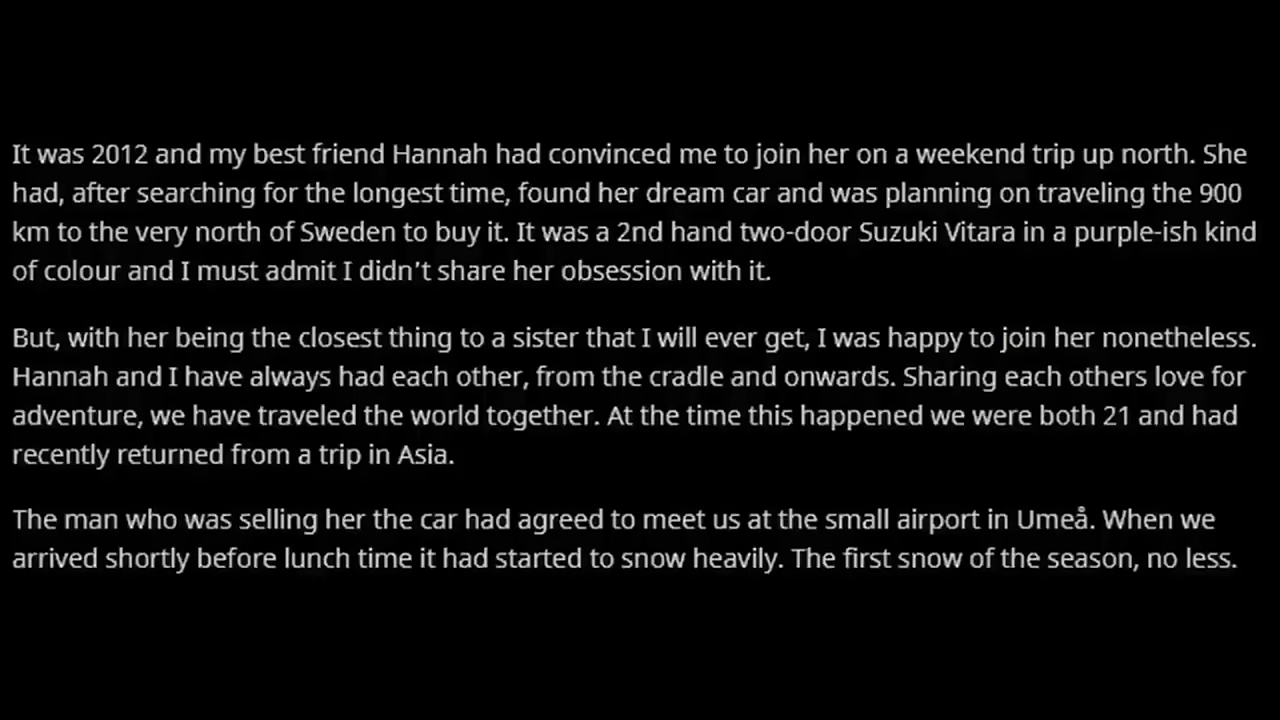 It was 2012 and my best friend Hannah had convinced me to join her on a weekend trip up north. She
had, after searching for the longest time, found her dream car and was planning on traveling the 900
km to the very north of Sweden to buy it. It was a 2nd hand two-door Suzuki Vitara in a purple-ish kind
of colour and I must admit I didn't share her obsession with it.
But, with her being the closest thing to a sister that I will ever get, I was happy to join her nonetheless.
Hannah and I have always had each other, from the cradle and onwards. Sharing each others love for
adventure, we have traveled the world together. At the time this happened we were both 21 and had
recently returned from a trip in Asia.
The man who was selling her the car had agreed to meet us at the small airport in Umeå. When we
arrived shortly before lunch time it had started to snow heavily. The first snow of the season, no less.